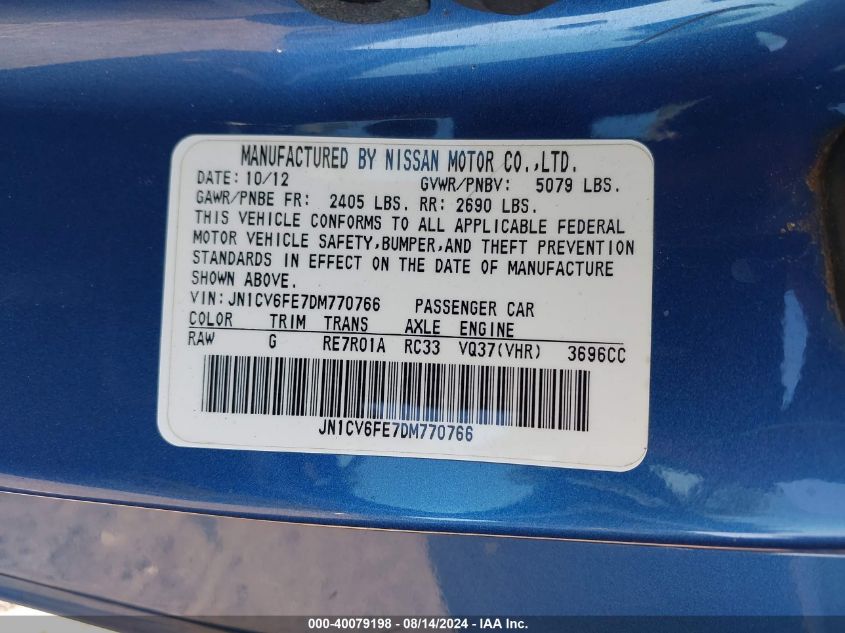 MANUFACTURED BY NISSAN MOTOR CO.,LTD.
DATE: 10/12 GVWR/PNBV: 5079 LBS.
GAWR/PNBE FR: 2405 LBS. RR: 2690 LBS.
THIS VEHICLE CONFORMS TO ALL APPLICABLE FEDERAL
MOTOR VEHICLE SAFETY,BUMPER,AND THEFT PREVENTION
STANDARDS IN EFFECT ON THE DATE OF MANUFACTURE
SHOWN ABOVE.
VIN:JN1CV6FE7DM770766 PASSENGER CAR
COLOR TRIM TRANS AXLE ENGINE
RAW G RE7R01A RC33 VQ37(VHR) 3696CC
JN1CV6FE7DM770766
000-40079198 - 08/14/2024 - IAA Inc.